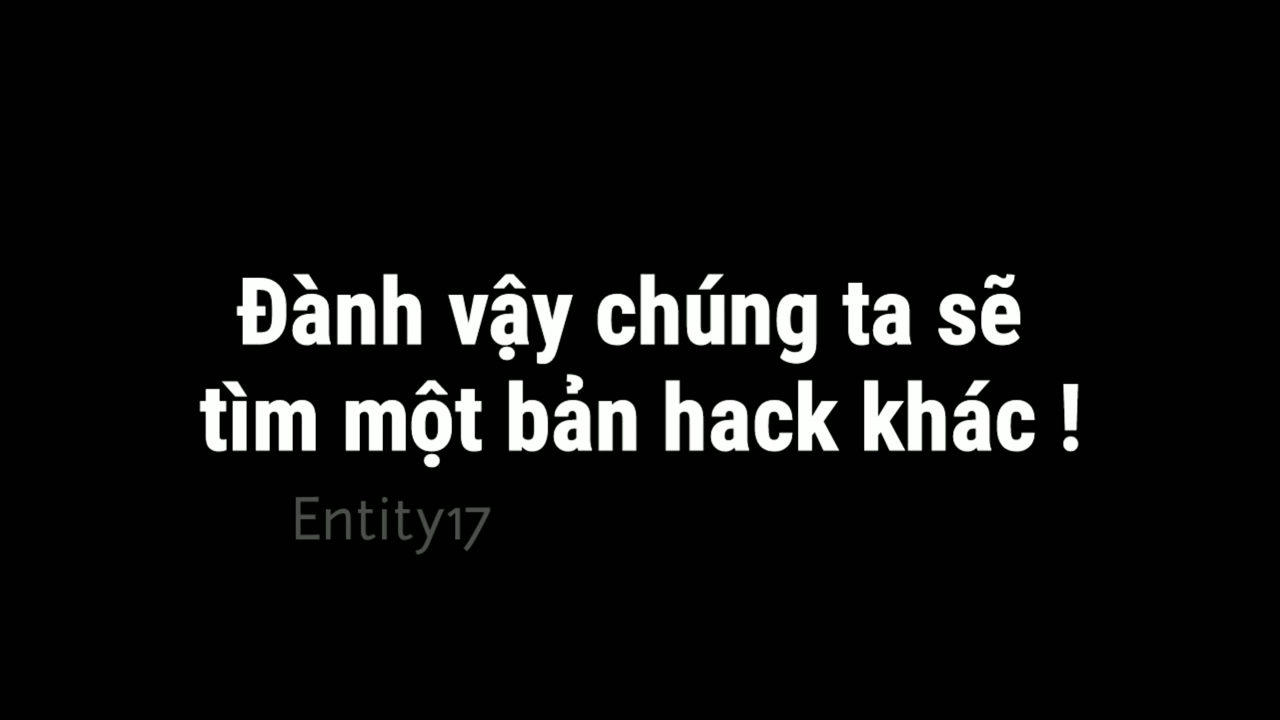 Đành vậy chúng ta sẽ
tìm một bản hack khác !
Entity17